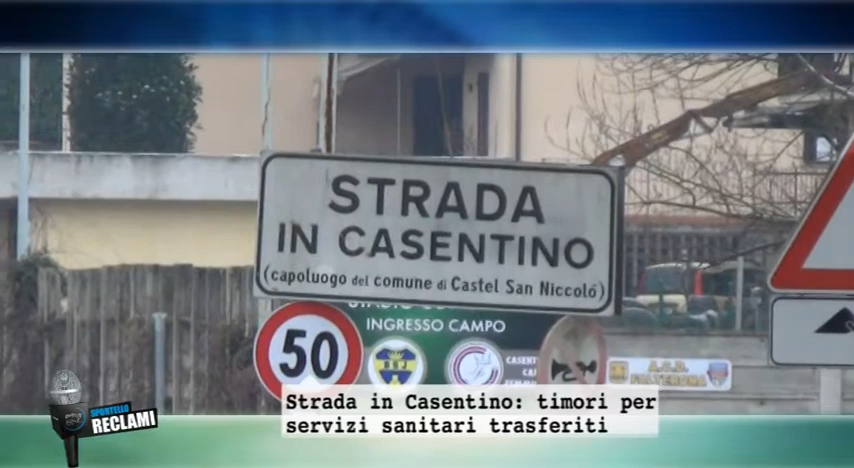 STRADA
IN CASENTINO
(capoluogo del comune di Castel San Niccolò)
INGRESSO CAMPO
50
CASENT
A.S.D.
FALTERONA
Strada in Casentino: timori per
servizi sanitari trasferiti
SPORTELLO
RECLAMI